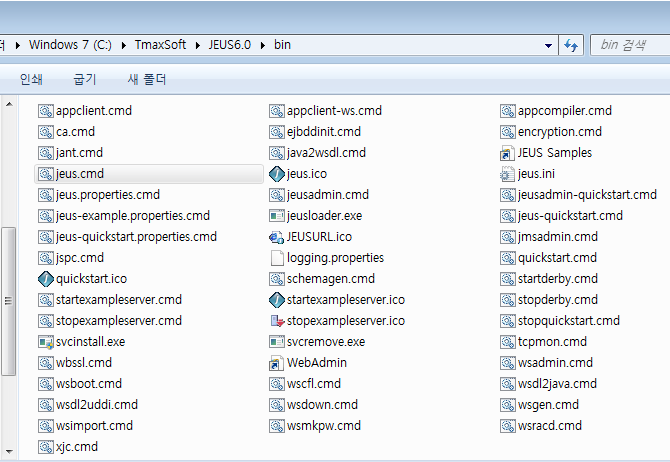 더 ▸ Windows 7 (C:) ▸ TmaxSoft ▸ JEUS6.0 ▸ bin
bin 검색
인쇄 굽기 새 폴더
appclient.cmd appclient-ws.cmd appcompiler.cmd
ca.cmd ejbddinit.cmd encryption.cmd
jant.cmd java2wsdl.cmd JEUS Samples
jeus.cmd jeus.ico jeus.ini
jeus.properties.cmd jeusadmin.cmd jeusadmin-quickstart.cmd
jeus-example.properties.cmd jeusloader.exe jeus-quickstart.cmd
jeus-quickstart.properties.cmd JEUSURL.ico jmsadmin.cmd
jspc.cmd logging.properties quickstart.cmd
quickstart.ico schemagen.cmd startderby.cmd
startexampleserver.cmd startexampleserver.ico stopderby.cmd
stopexampleserver.cmd stopexampleserver.ico stopquickstart.cmd
svcinstall.exe svcremove.exe tcpmon.cmd
wbssl.cmd WebAdmin wsadmin.cmd
wsboot.cmd wscfl.cmd wsdl2java.cmd
wsdl2uddi.cmd wsdown.cmd wsgen.cmd
wsimport.cmd wsmkpw.cmd wsracd.cmd
xjc.cmd